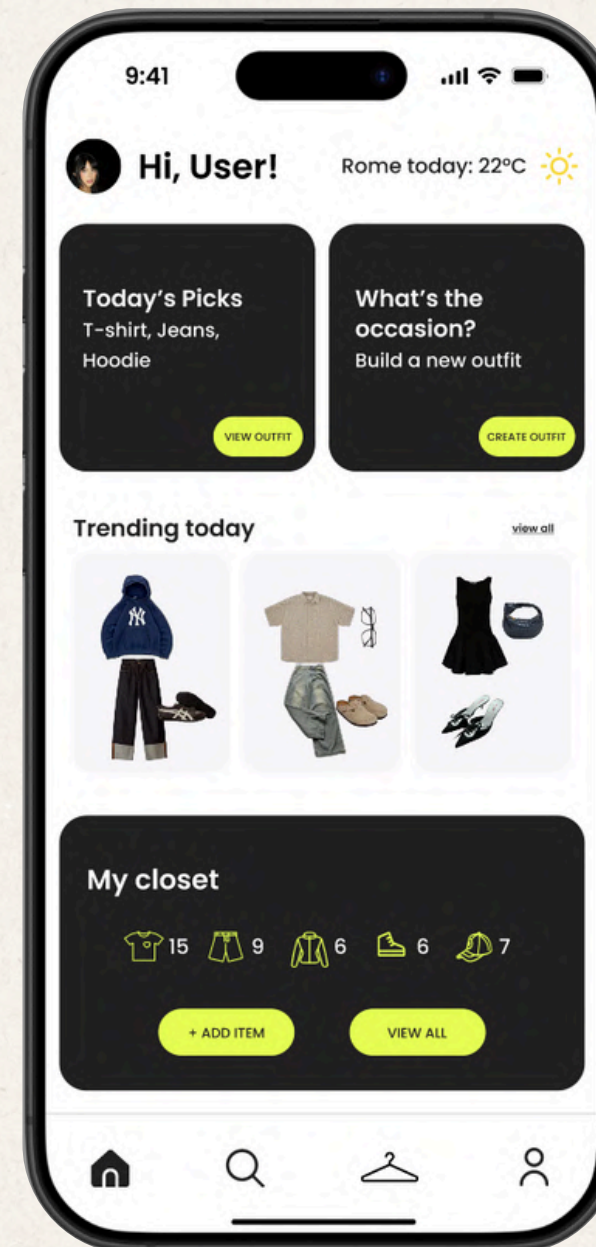 9:41
Hi, User!
Rome today: 22°C
Today's Picks
T-shirt, Jeans,
Hoodie
VIEW OUTFIT
What's the
occasion?
Build a new outfit
CREATE OUTFIT
Trending today
view all
NY
My closet
15
9
6
6
7
+ ADD ITEM
VIEW ALL